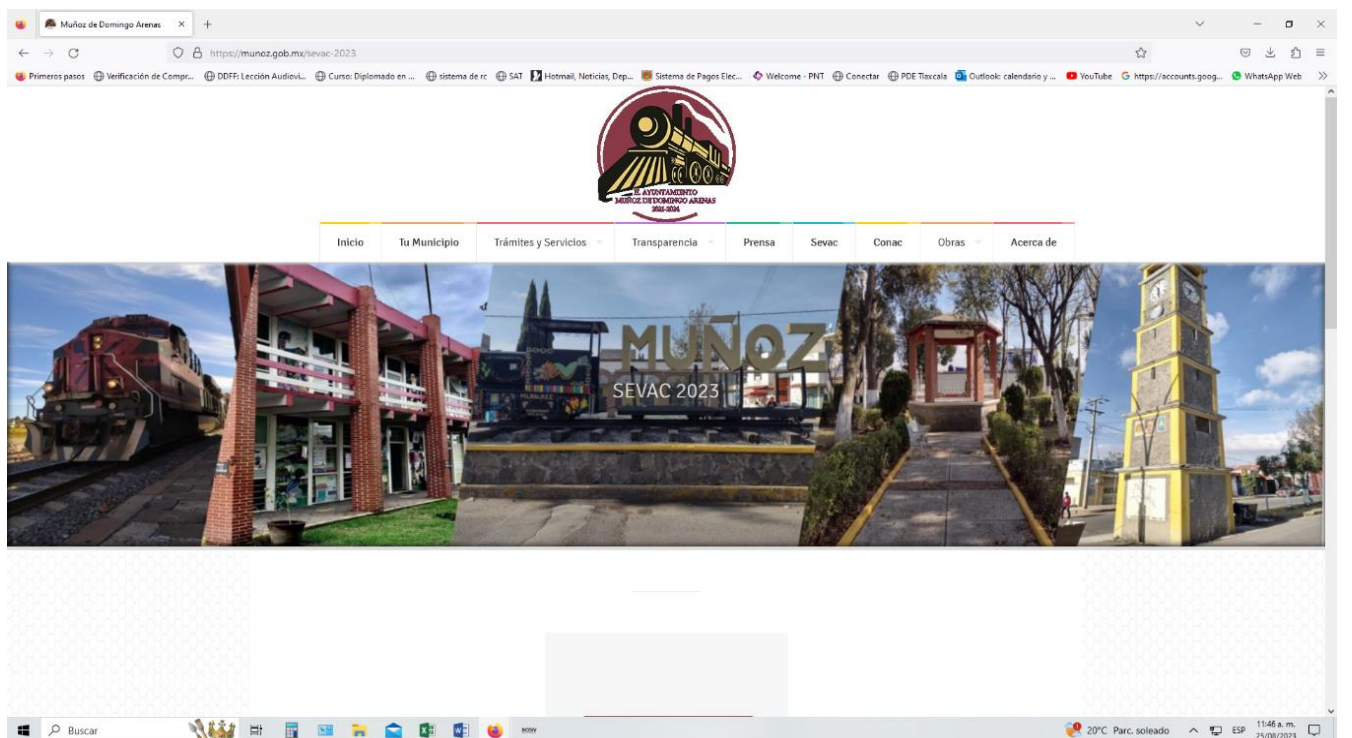 Muñoz de Domingo Arenas
https://munoz.gob.mx/sevac-2023
Primeros pasos Verificación de Compr... DDFF: Lección Audiovi... Curso: Diplomado en ... sistema de rc SAT Hotmail, Noticias, Dep... Sistema de Pagos Elec... Welcome - PNT Conectar PDE Tlaxcala Outlook: calendario y ... YouTube https://accounts.goog... WhatsApp Web
EL AYUNTAMIENTO
MUÑOZ DE DOMINGO ARENAS
2021-2024
Inicio Tu Municipio Trámites y Servicios Transparencia Prensa Sevac Conac Obras Acerca de
MUÑOZ
SEVAC 2023
Buscar 20°C Parc. soleado ESP 11:46 a. m.
25/08/2023